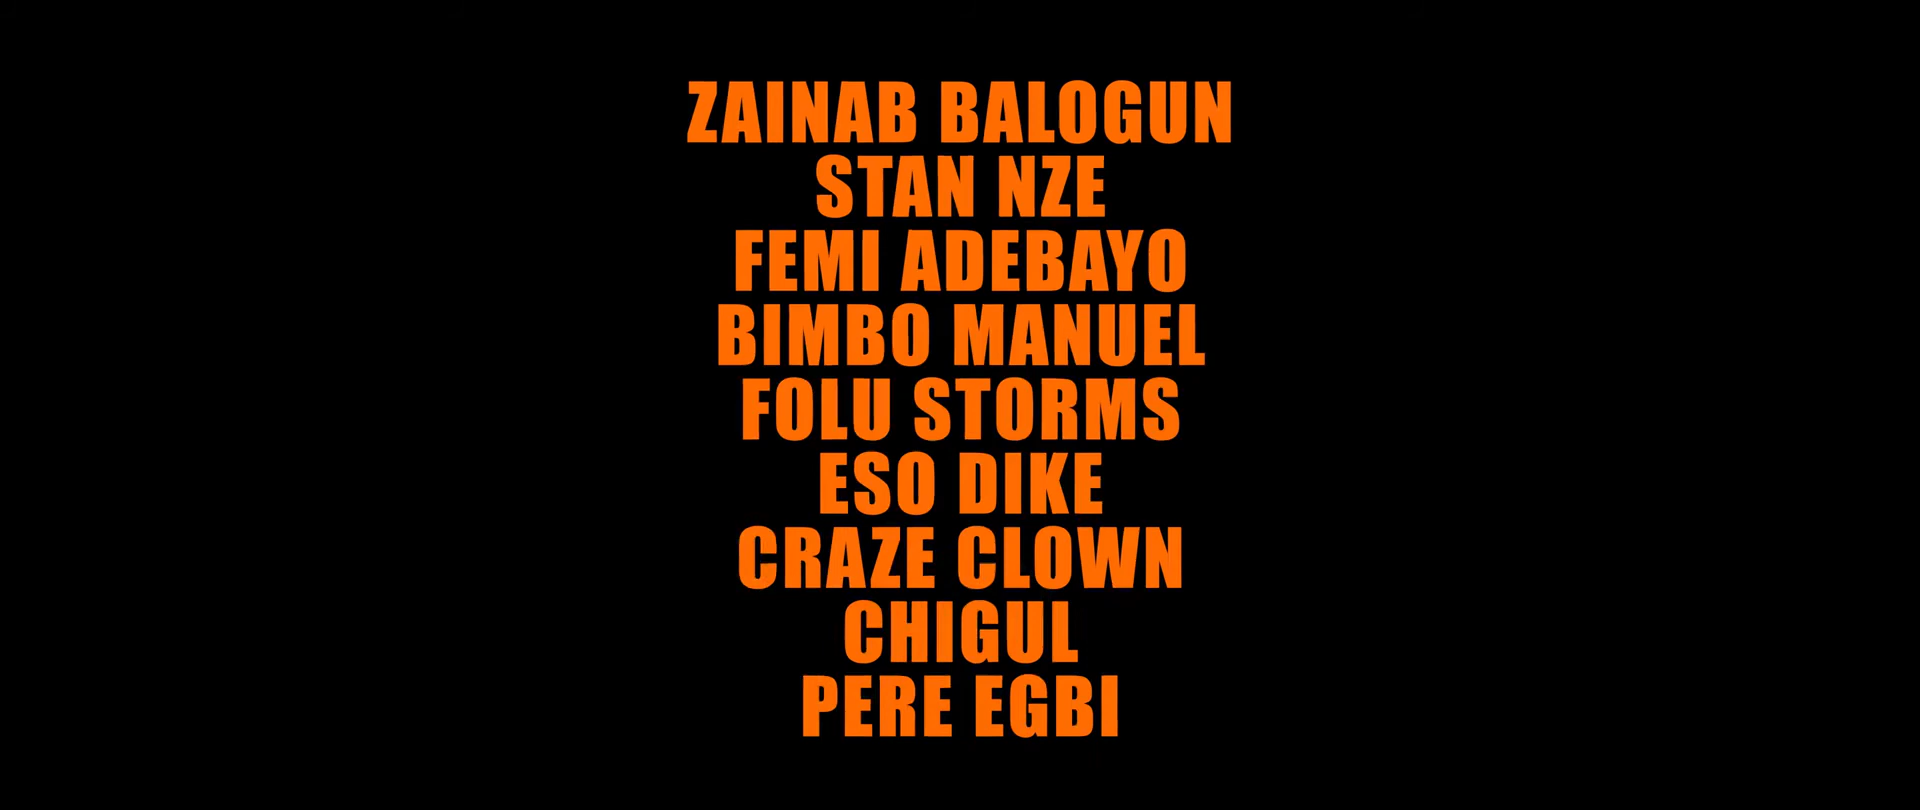 ZAINAB BALOGUN
STAN NZE
FEMI ADEBAYO
BIMBO MANUEL
FOLU STORMS
ESO DIKE
CRAZE CLOWN
CHIGUL
PERE EGBI